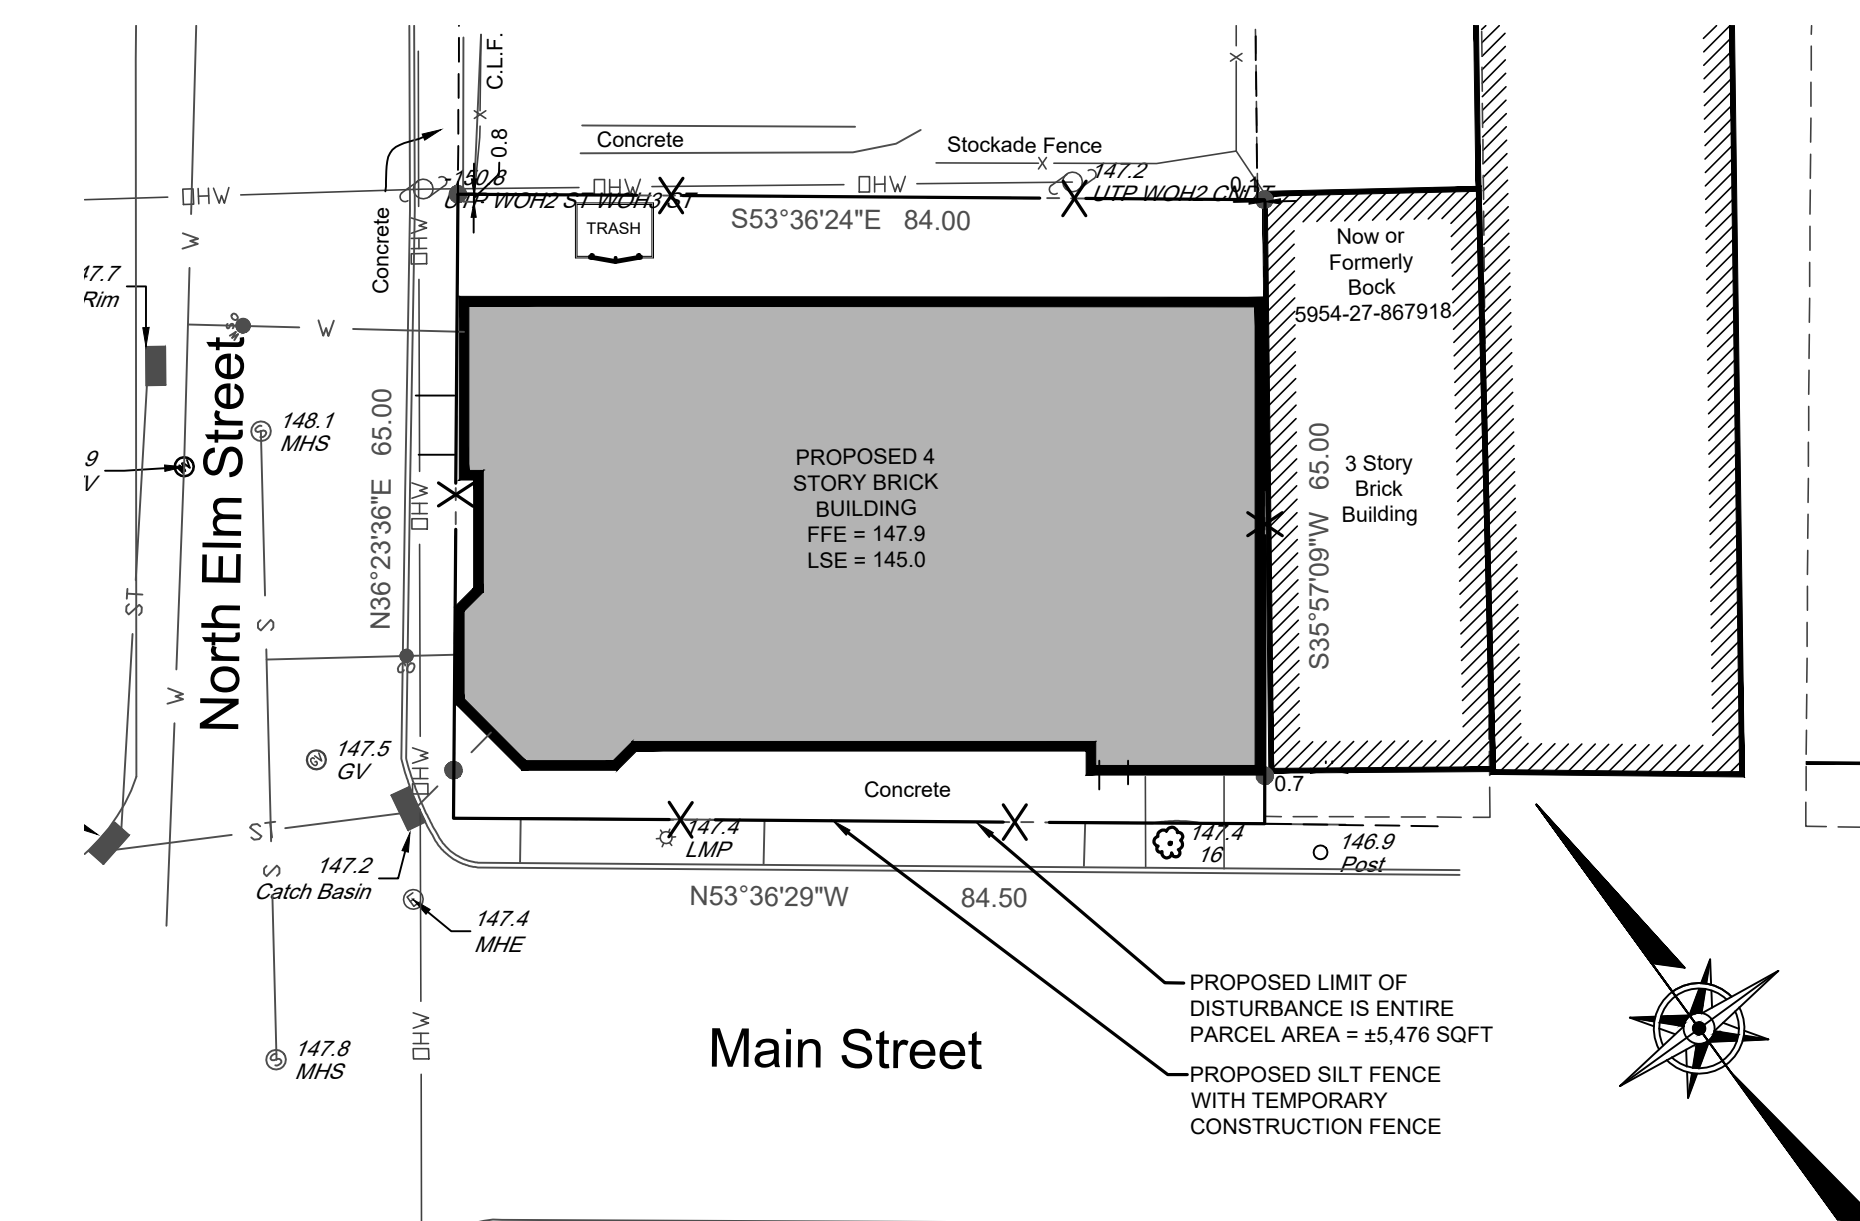 C.L.F.
0.8
Concrete
Stockade Fence
150.8
UTP WOH2 ST WOH3 ST
147.2
UTP WOH2 CNDT
OHW
OHW
OHW
W
Concrete
OHW
TRASH
S53°36'24"E 84.00
Now or
Formerly
Bock
5954-27-867918
47.7
Rim
W
WSO
North Elm Street
148.1
MHS
9
V
N36°23'36"E 65.00
OHW
PROPOSED 4
STORY BRICK
BUILDING
FFE = 147.9
LSE = 145.0
S35°57'09"W 65.00
3 Story
Brick
Building
ST
S
W
147.5
GV
GV
OHW
Concrete
0.7
ST
S
147.4
LMP
147.4
16
146.9
Post
147.2
Catch Basin
N53°36'29"W 84.50
147.4
MHE
PROPOSED LIMIT OF
DISTURBANCE IS ENTIRE
PARCEL AREA = ±5,476 SQFT
Main Street
OHW
S
147.8
MHS
PROPOSED SILT FENCE
WITH TEMPORARY
CONSTRUCTION FENCE